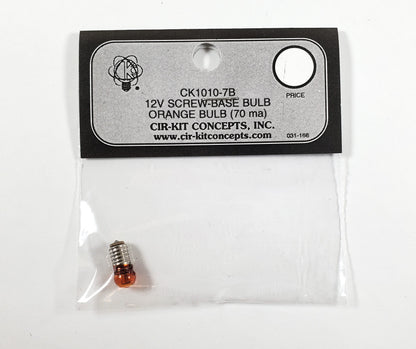 CK
PRICE
CK1010-7B
12V SCREW-BASE BULB
ORANGE BULB (70 ma)
CIR-KIT CONCEPTS, INC.
www.cir-kitconcepts.com
031-166